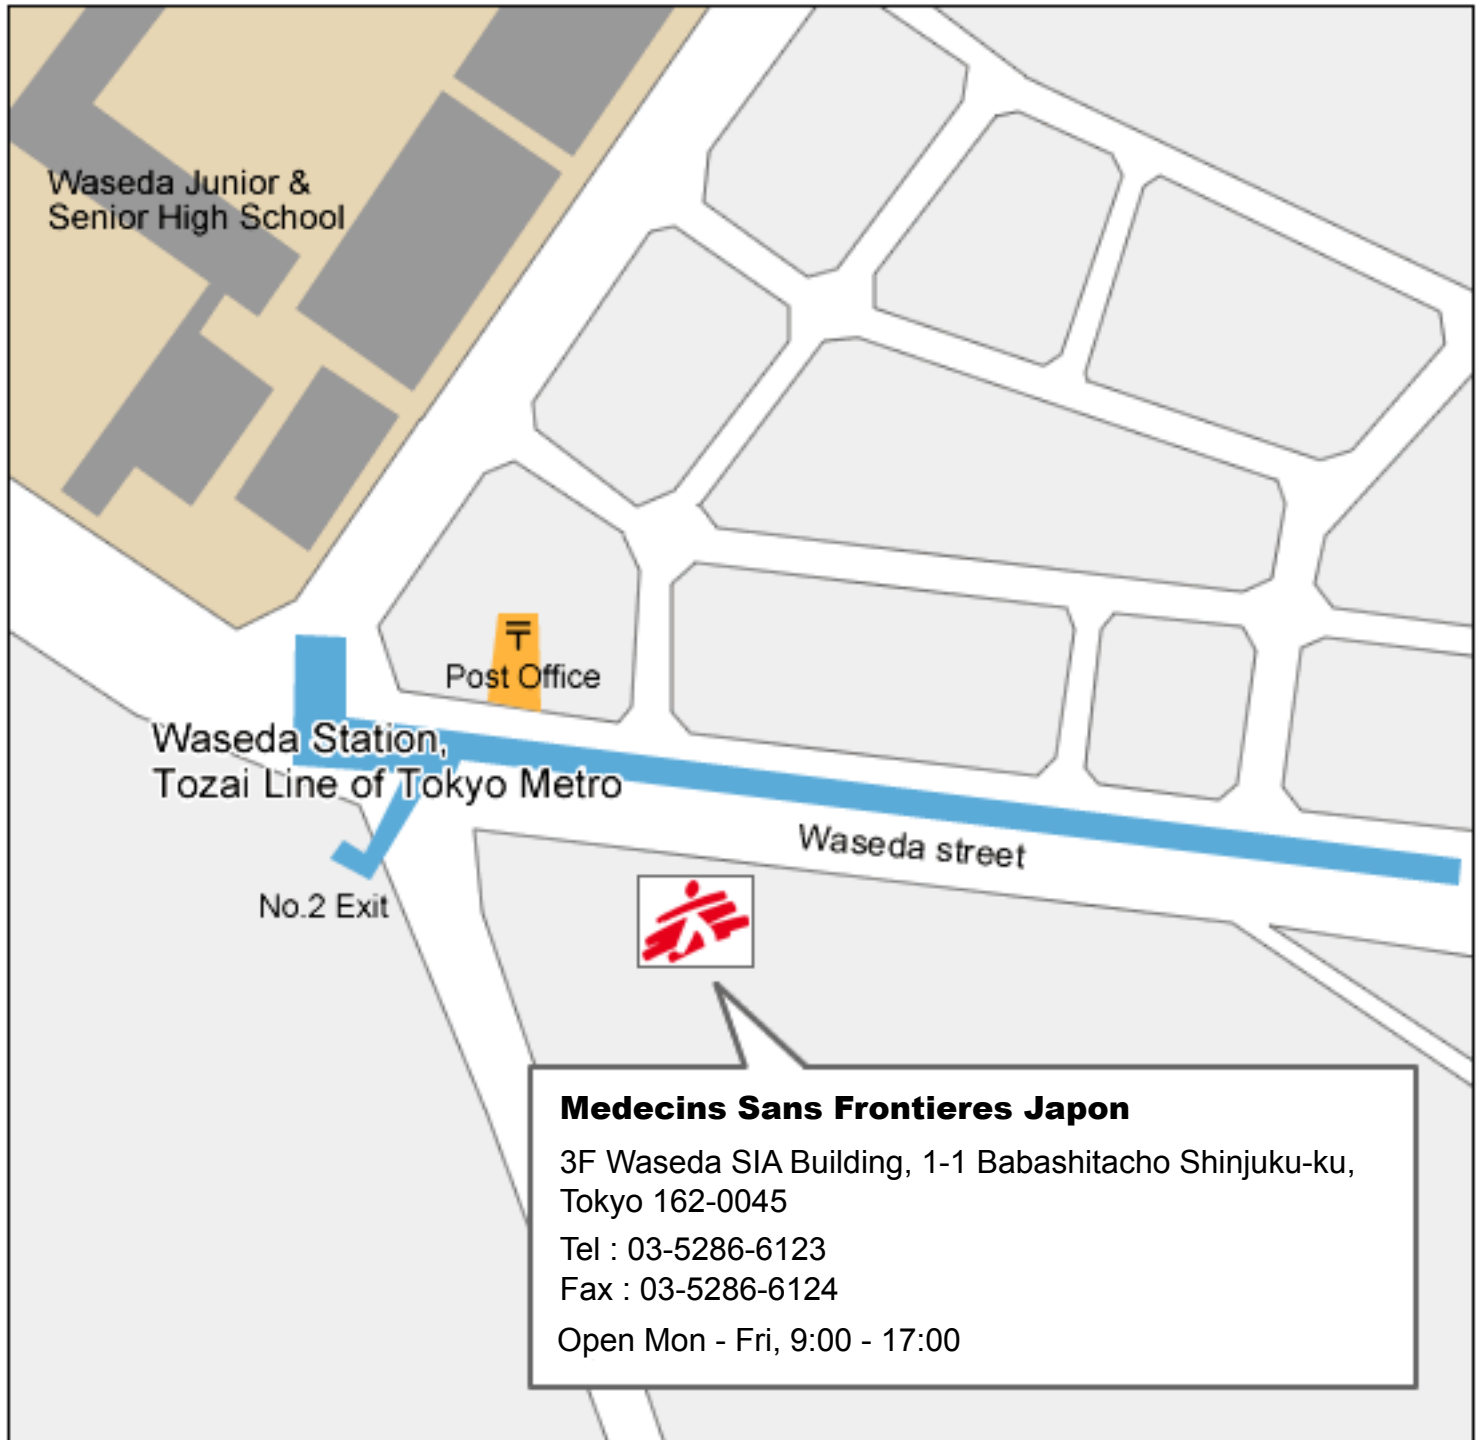 Waseda Junior &
Senior High School
〒
Post Office
Waseda Station,
Tozai Line of Tokyo Metro
Waseda street
No.2 Exit
Medecins Sans Frontieres Japon
3F Waseda SIA Building, 1-1 Babashitacho Shinjuku-ku,
Tokyo 162-0045
Tel : 03-5286-6123
Fax : 03-5286-6124
Open Mon - Fri, 9:00 - 17:00